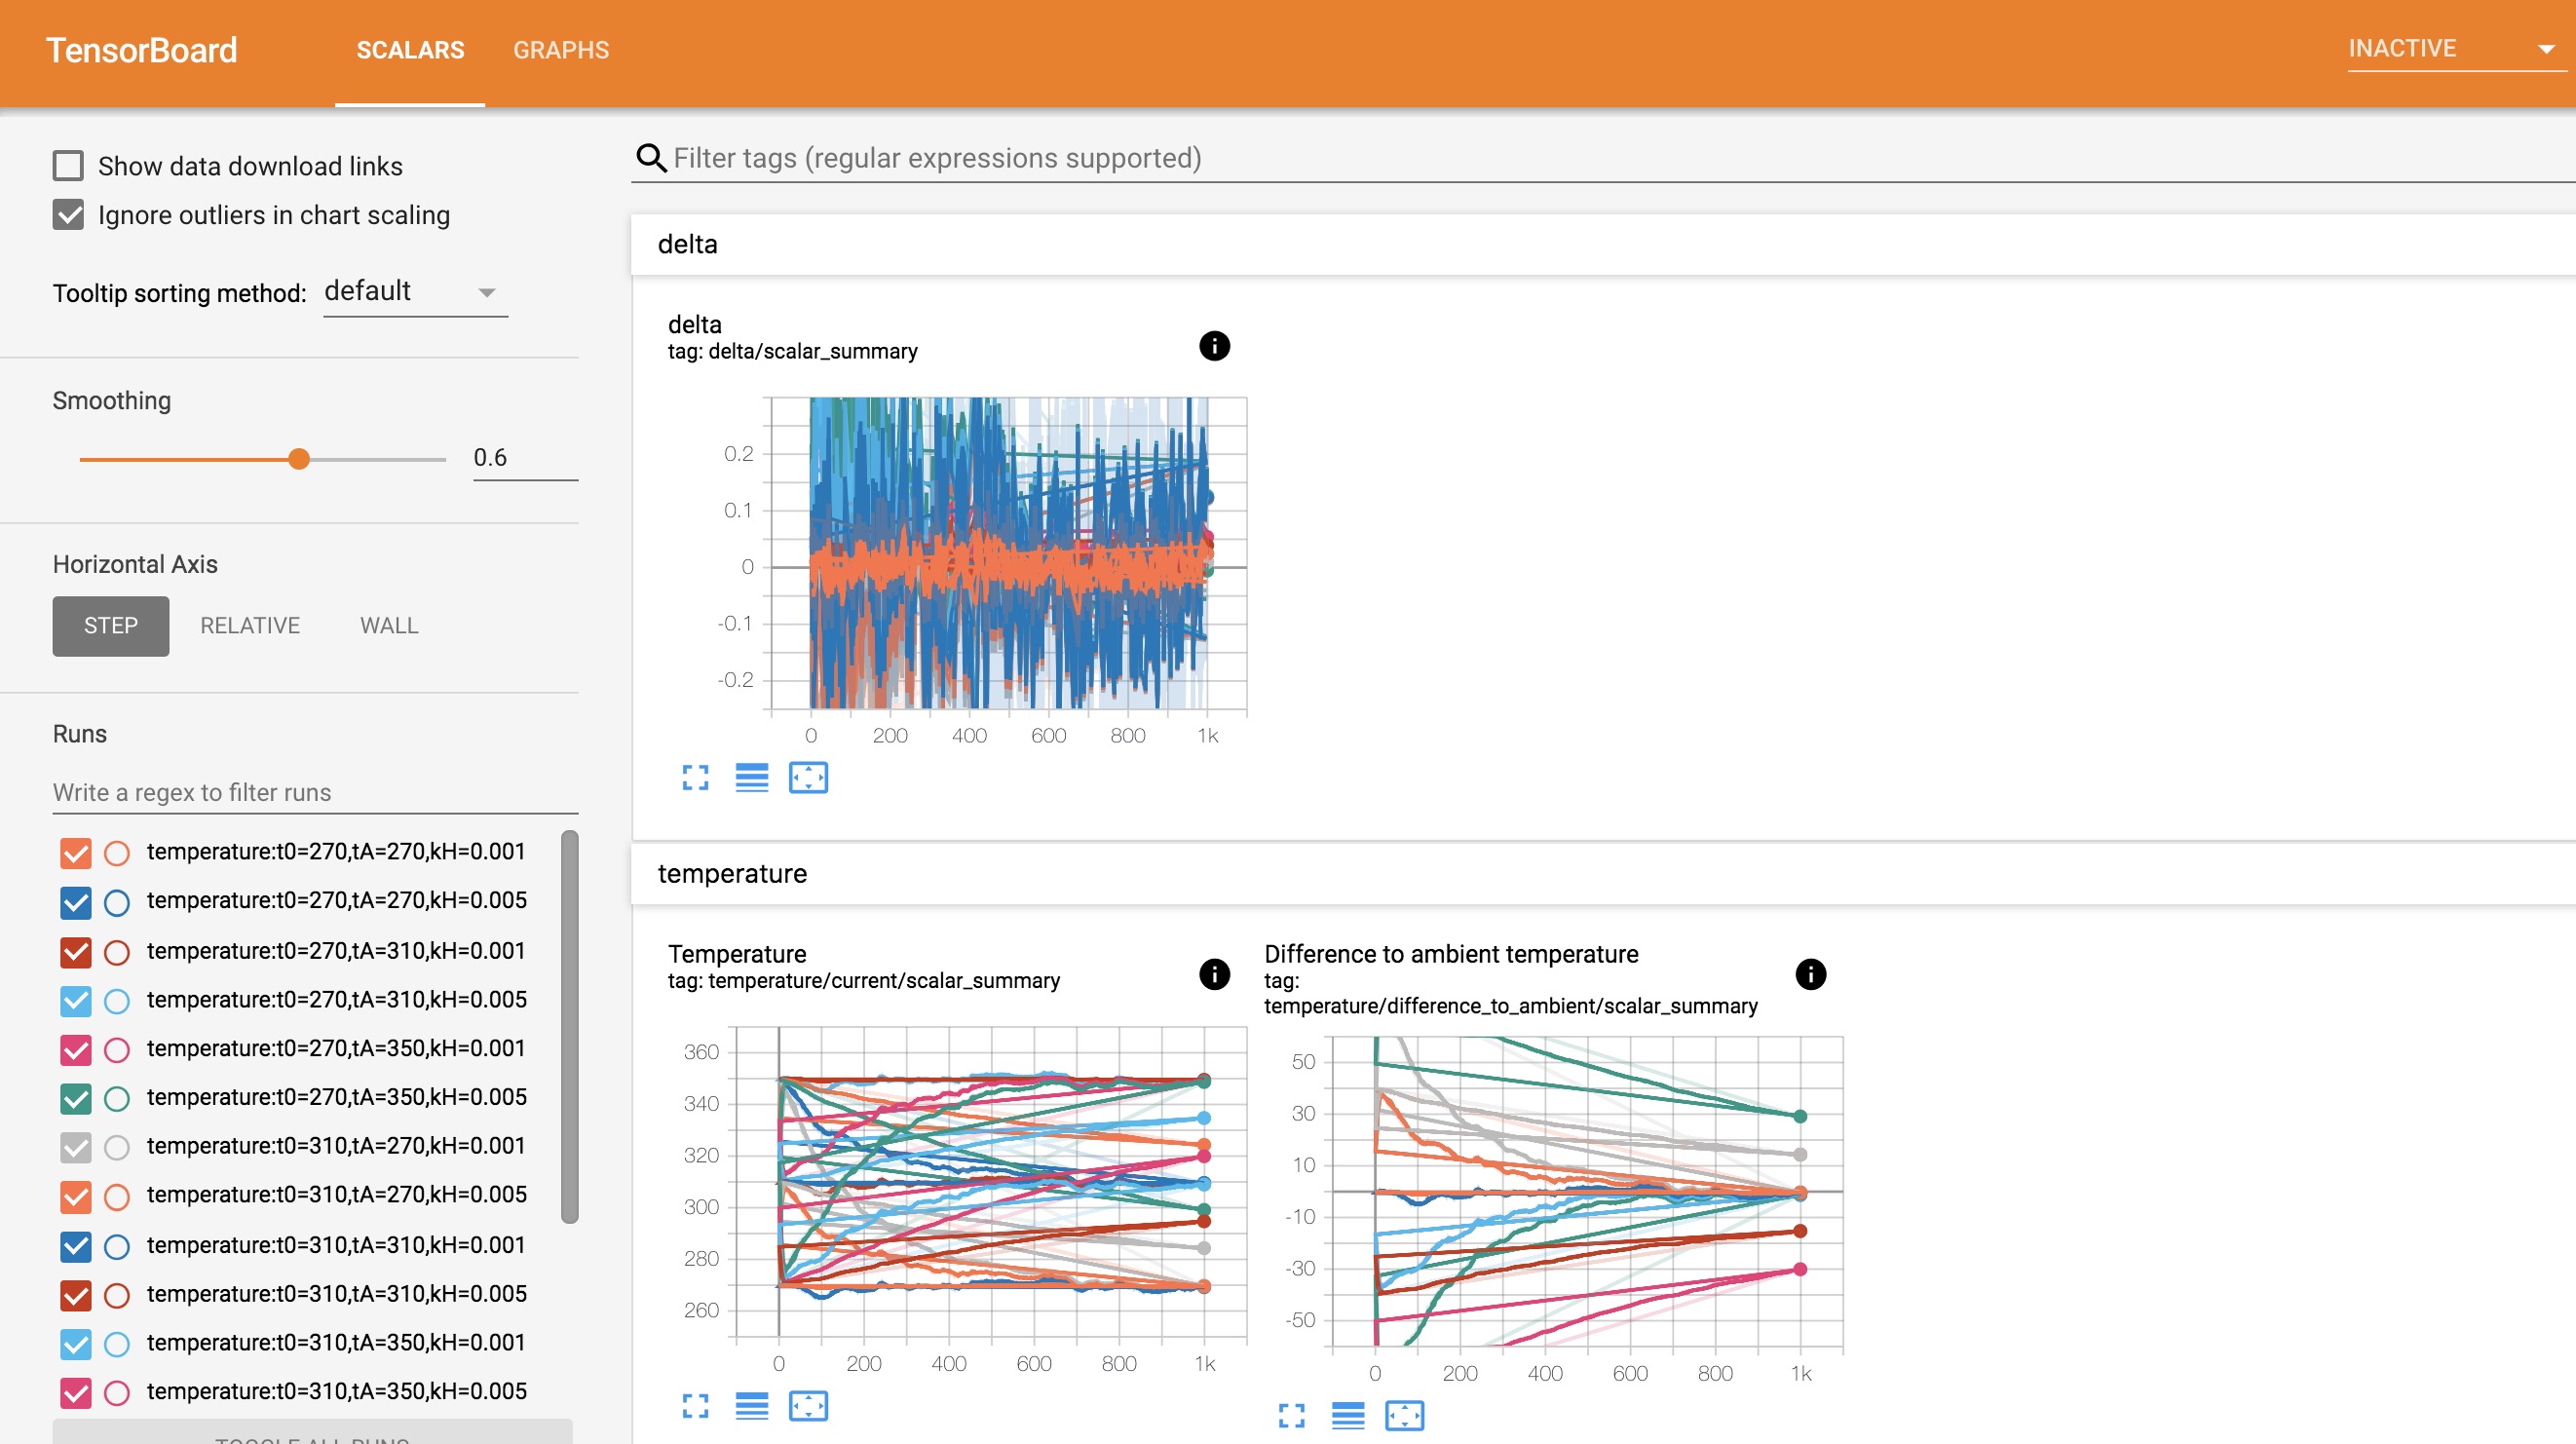 TensorBoard
SCALARS GRAPHS
INACTIVE
Show data download links
Ignore outliers in chart scaling
Tooltip sorting method: default
Smoothing
0.6
Horizontal Axis
STEP RELATIVE WALL
Runs
Write a regex to filter runs
temperature:t0=270,tA=270,kH=0.001
temperature:t0=270,tA=270,kH=0.005
temperature:t0=270,tA=310,kH=0.001
temperature:t0=270,tA=310,kH=0.005
temperature:t0=270,tA=350,kH=0.001
temperature:t0=270,tA=350,kH=0.005
temperature:t0=310,tA=270,kH=0.001
temperature:t0=310,tA=270,kH=0.005
temperature:t0=310,tA=310,kH=0.001
temperature:t0=310,tA=310,kH=0.005
temperature:t0=310,tA=350,kH=0.001
temperature:t0=310,tA=350,kH=0.005
TOGGLE ALL RUNS
Filter tags (regular expressions supported)
delta
delta
tag: delta/scalar_summary
0.2
0.1
0
-0.1
-0.2
0 200 400 600 800 1k
temperature
Temperature
tag: temperature/current/scalar_summary
360
340
320
300
280
260
0 200 400 600 800 1k
Difference to ambient temperature
tag:
temperature/difference_to_ambient/scalar_summary
50
30
10
-10
-30
-50
0 200 400 600 800 1k